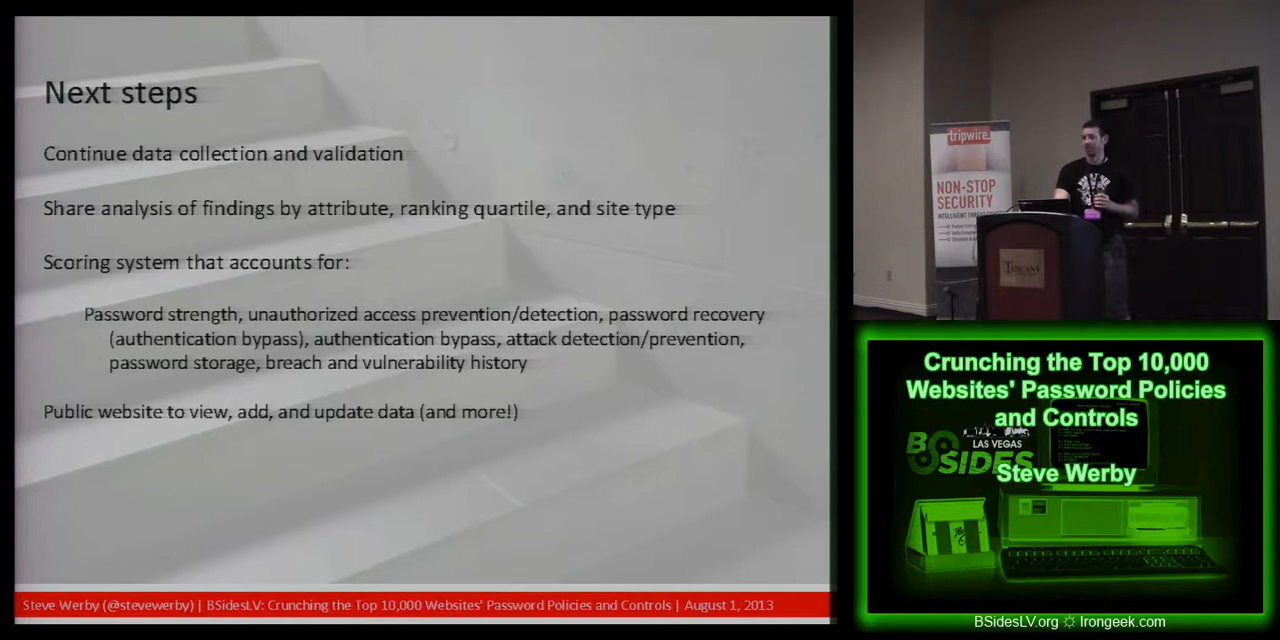 Next steps
Continue data collection and validation
Share analysis of findings by attribute, ranking quartile, and site type
Scoring system that accounts for:
Password strength, unauthorized access prevention/detection, password recovery
(authentication bypass), authentication bypass, attack detection/prevention,
password storage, breach and vulnerability history
Public website to view, add, and update data (and more!)
Steve Werby (@stevewerby) | BSidesLV: Crunching the Top 10,000 Websites' Password Policies and Controls | August 1, 2013
tripwire
NON-STOP
SECURITY
INTELLIGENT
TUSCANY
Crunching the Top 10,000
Websites' Password Policies
and Controls
LAS VEGAS
BSIDES
Steve Werby
BSidesLV.org ☼ Irongeek.com